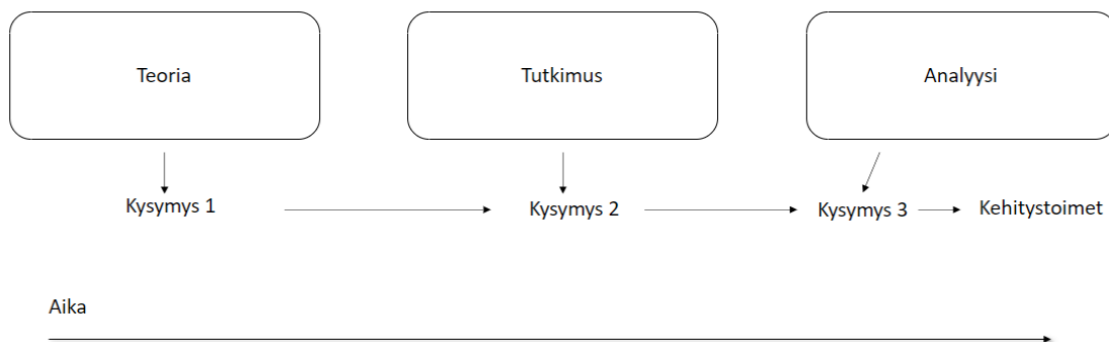 Teoria
Tutkimus
Analyysi
Kysymys 1
Kysymys 2
Kysymys 3
Kehitystoimet
Aika